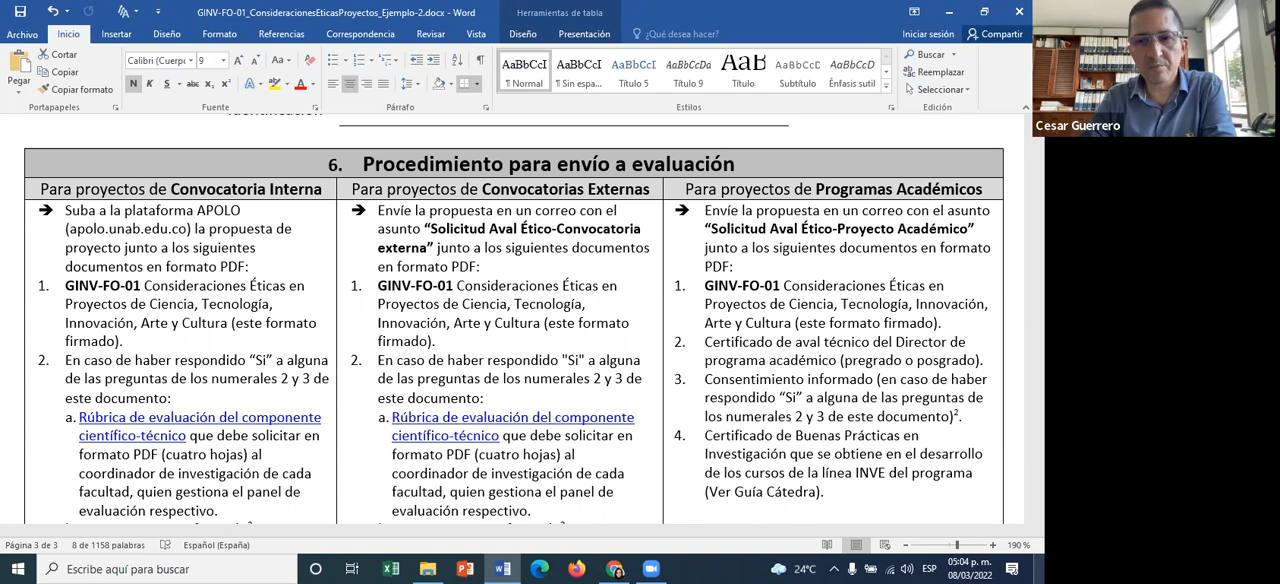 GINV-FO-01_ConsideracionesEticasProyectos_Ejemplo-2.docx - Word
Herramientas de tabla
Archivo Inicio Insertar Diseño Formato Referencias Correspondencia Revisar Vista Diseño Presentación ¿Qué desea hacer? Iniciar sesión Compartir
Pegar
Cortar
Copiar
Copiar formato
Portapapeles
Calibri (Cuerp 9
N K S abc x₂ x²
Fuente
Párrafo
AaBbCcI AaBbCcI AaBbCcI AaBbCcDa AaB AaBbCcD AaBbCcD
¶ Normal ¶ Sin espa... Título 5 Título 9 Título Subtítulo Énfasis sutil
Estilos
Buscar
Reemplazar
Seleccionar
Edición
Cesar Guerrero
6. Procedimiento para envío a evaluación
Para proyectos de Convocatoria Interna
➔ Suba a la plataforma APOLO
(apolo.unab.edu.co) la propuesta de
proyecto junto a los siguientes
documentos en formato PDF:
1. GINV-FO-01 Consideraciones Éticas en
Proyectos de Ciencia, Tecnología,
Innovación, Arte y Cultura (este formato
firmado).
2. En caso de haber respondido “Si” a alguna
de las preguntas de los numerales 2 y 3 de
este documento:
a. Rúbrica de evaluación del componente
científico-técnico que debe solicitar en
formato PDF (cuatro hojas) al
coordinador de investigación de cada
facultad, quien gestiona el panel de
evaluación respectivo.
Para proyectos de Convocatorias Externas
➔ Envíe la propuesta en un correo con el
asunto “Solicitud Aval Ético-Convocatoria
externa” junto a los siguientes documentos
en formato PDF:
1. GINV-FO-01 Consideraciones Éticas en
Proyectos de Ciencia, Tecnología,
Innovación, Arte y Cultura (este formato
firmado).
2. En caso de haber respondido "Si" a alguna
de las preguntas de los numerales 2 y 3 de
este documento:
a. Rúbrica de evaluación del componente
científico-técnico que debe solicitar en
formato PDF (cuatro hojas) al
coordinador de investigación de cada
facultad, quien gestiona el panel de
evaluación respectivo.
Para proyectos de Programas Académicos
➔ Envíe la propuesta en un correo con el asunto
“Solicitud Aval Ético-Proyecto Académico”
junto a los siguientes documentos en formato
PDF:
1. GINV-FO-01 Consideraciones Éticas en
Proyectos de Ciencia, Tecnología, Innovación,
Arte y Cultura (este formato firmado).
2. Certificado de aval técnico del Director de
programa académico (pregrado o posgrado).
3. Consentimiento informado (en caso de haber
respondido “Si” a alguna de las preguntas de
los numerales 2 y 3 de este documento)².
4. Certificado de Buenas Prácticas en
Investigación que se obtiene en el desarrollo
de los cursos de la línea INVE del programa
(Ver Guía Cátedra).
Página 3 de 3 8 de 1158 palabras Español (España) 190 %
Escribe aquí para buscar
24°C
ESP
05:04 p. m.
08/03/2022